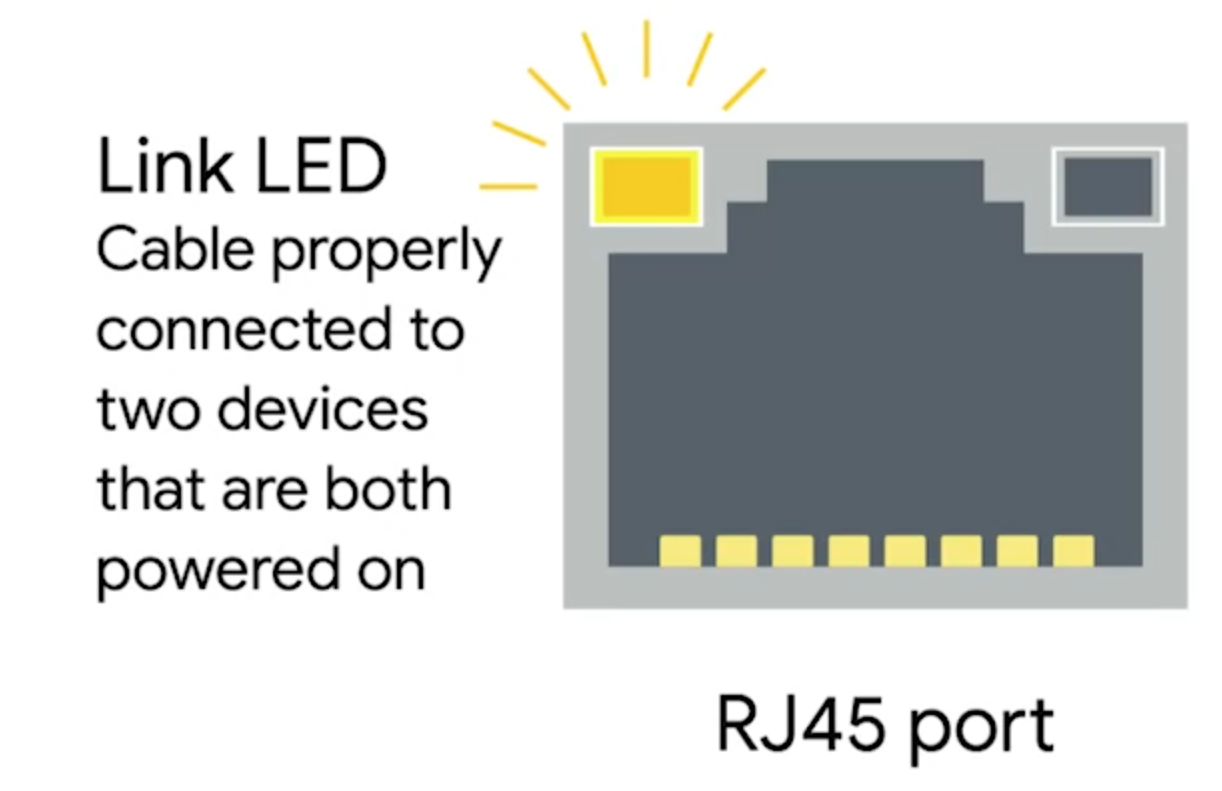 Link LED
Cable properly
connected to
two devices
that are both
powered on
RJ45 port